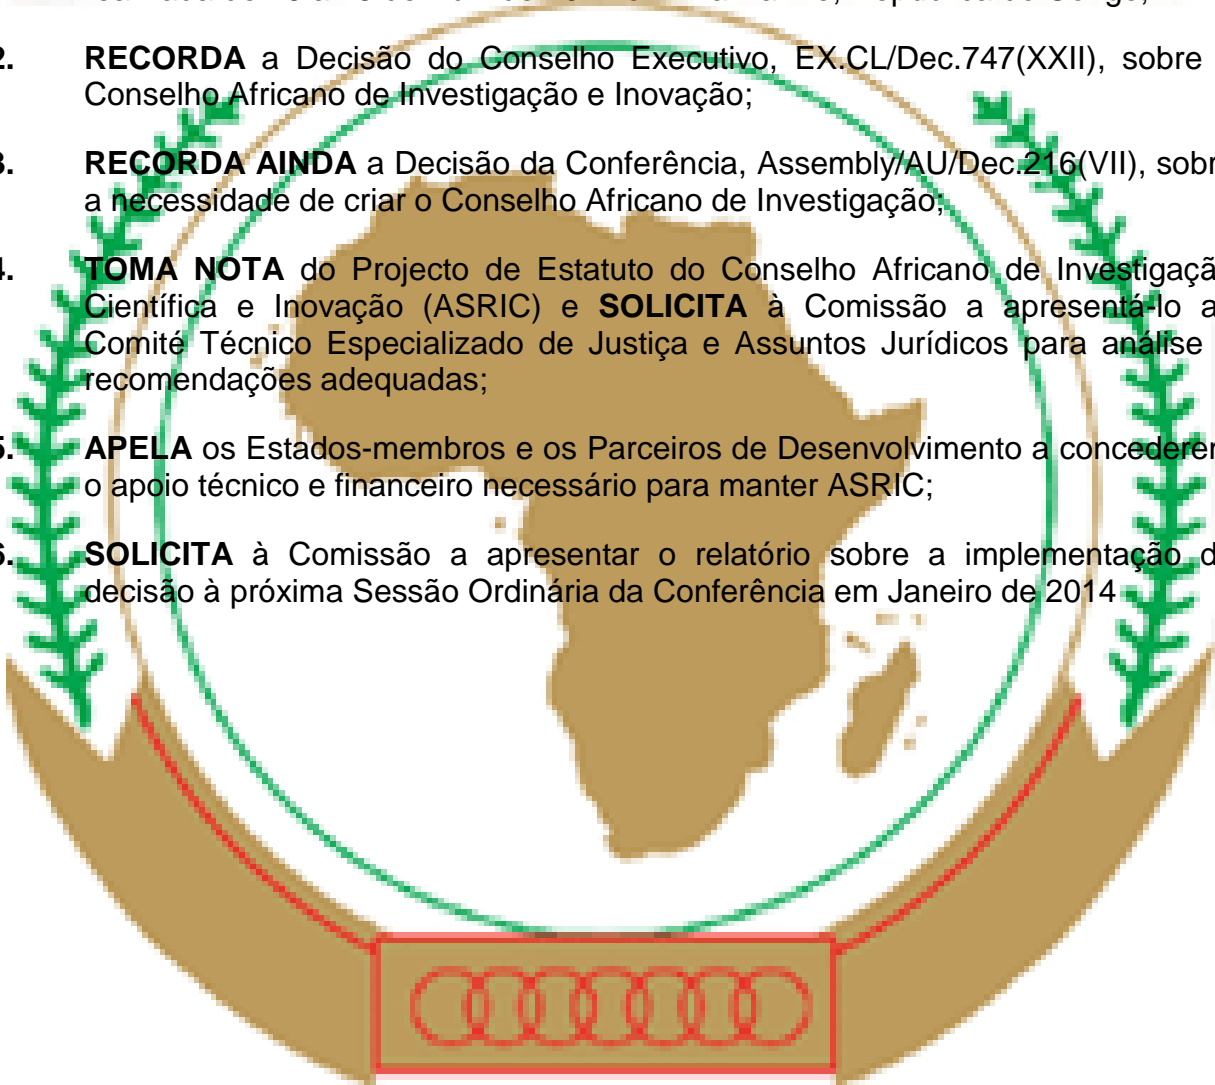 República do Congo;
2. RECORDA a Decisão do Conselho Executivo, EX.CL/Dec.747(XXII), sobre
Conselho Africano de Investigação e Inovação;
3. RECORDA AINDA a Decisão da Conferência, Assembly/AU/Dec.216(VII), sobr
a necessidade de criar o Conselho Africano de Investigação;
4. TOMA NOTA do Projecto de Estatuto do Conselho Africano de Investigaçã
Científica e Inovação (ASRIC) e SOLICITA à Comissão a apresentá-lo a
Comité Técnico Especializado de Justiça e Assuntos Jurídicos para análise
recomendações adequadas;
5. APELA os Estados-membros e os Parceiros de Desenvolvimento a concederem
o apoio técnico e financeiro necessário para manter ASRIC;
6. SOLICITA à Comissão a apresentar o relatório sobre a implementação d
decisão à próxima Sessão Ordinária da Conferência em Janeiro de 2014